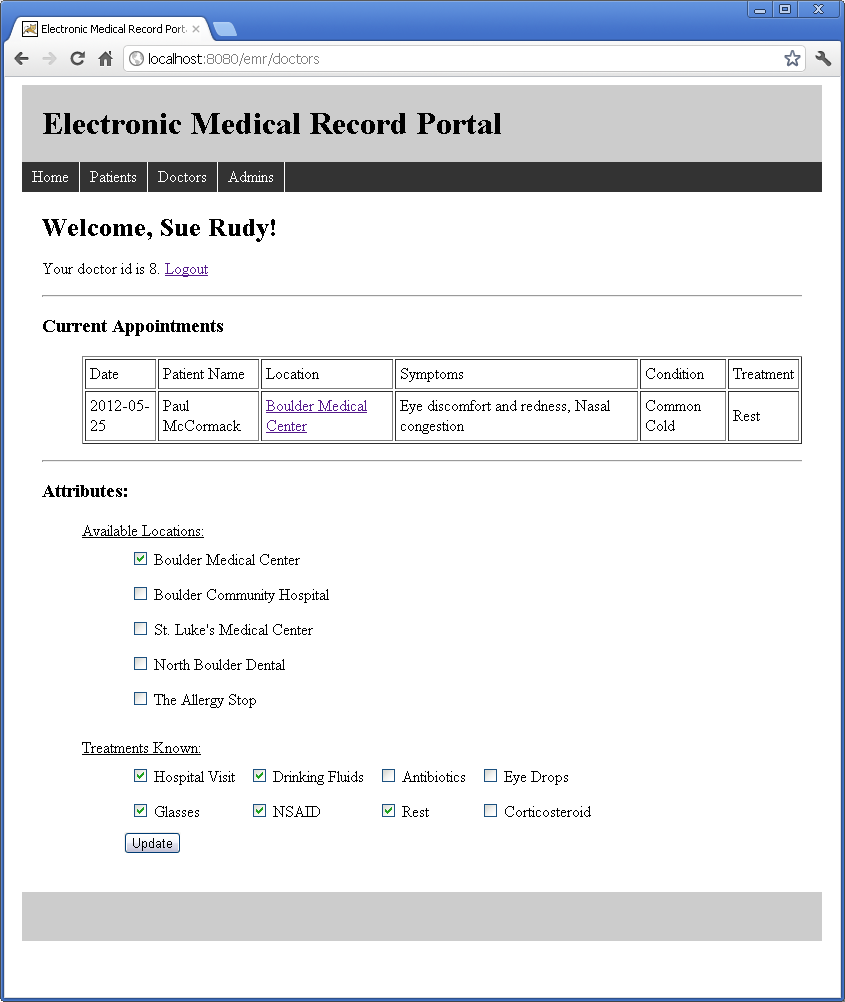 Electronic Medical Record Port
localhost:8080/emr/doctors
Electronic Medical Record Portal
Home Patients Doctors Admins
Welcome, Sue Rudy!
Your doctor id is 8. Logout
Current Appointments
Date Patient Name Location Symptoms Condition Treatment
2012-05- Paul Boulder Medical Eye discomfort and redness, Nasal Common Rest
25 McCormack Center congestion Cold
Attributes:
Available Locations:
Boulder Medical Center
Boulder Community Hospital
St. Luke's Medical Center
North Boulder Dental
The Allergy Stop
Treatments Known:
Hospital Visit Drinking Fluids Antibiotics Eye Drops
Glasses NSAID Rest Corticosteroid
Update